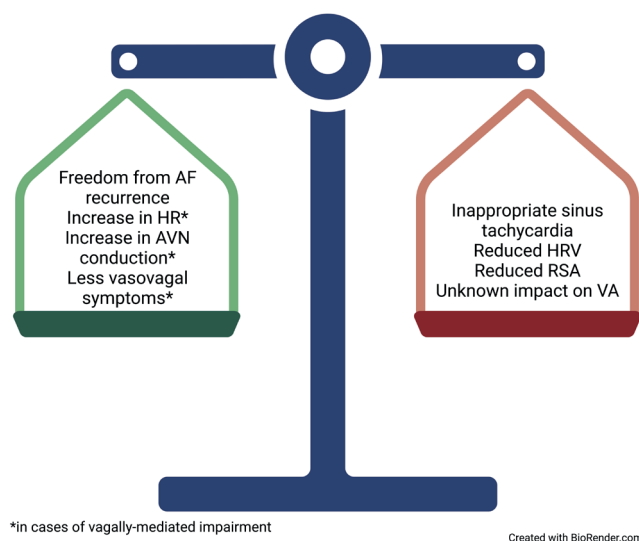 Freedom from AF
recurrence
Increase in HR*
Increase in AVN
conduction*
Less vasovagal
symptoms*
Inappropriate sinus
tachycardia
Reduced HRV
Reduced RSA
Unknown impact on VA
*in cases of vagally-mediated impairment
Created with BioRender.com